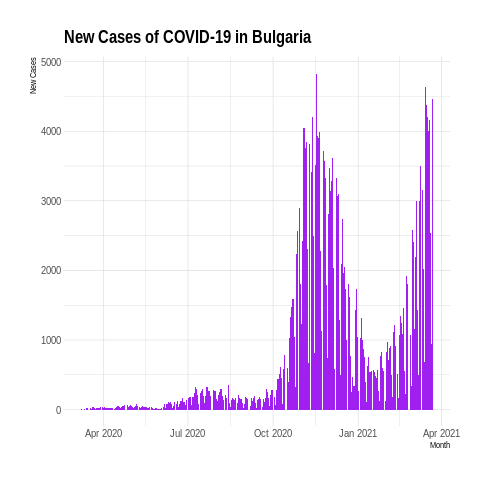 New Cases of COVID-19 in Bulgaria
New Cases
5000
4000
3000
2000
1000
0
Apr 2020
Jul 2020
Oct 2020
Jan 2021
Apr 2021
Month